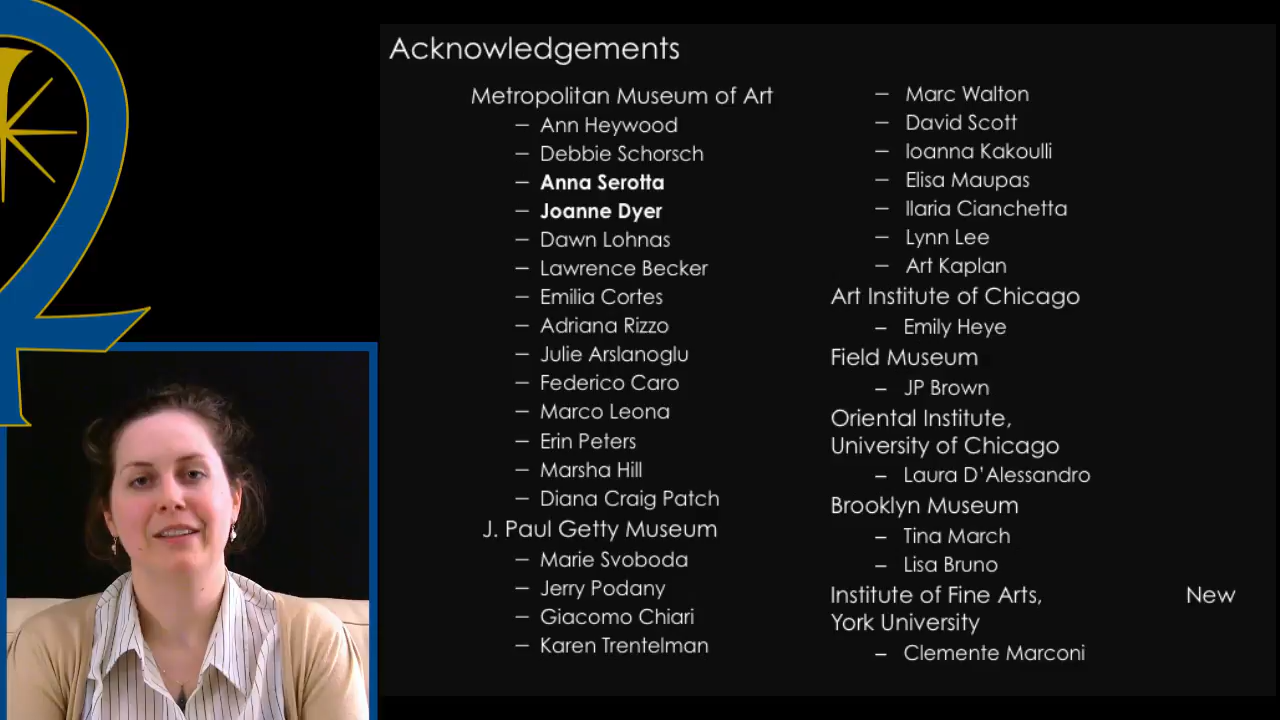 Acknowledgements
Metropolitan Museum of Art
– Ann Heywood
– Debbie Schorsch
– Anna Serotta
– Joanne Dyer
– Dawn Lohnas
– Lawrence Becker
– Emilia Cortes
– Adriana Rizzo
– Julie Arslanoglu
– Federico Caro
– Marco Leona
– Erin Peters
– Marsha Hill
– Diana Craig Patch
J. Paul Getty Museum
– Marie Svoboda
– Jerry Podany
– Giacomo Chiari
– Karen Trentelman
– Marc Walton
– David Scott
– Ioanna Kakoulli
– Elisa Maupas
– Ilaria Cianchetta
– Lynn Lee
– Art Kaplan
Art Institute of Chicago
– Emily Heye
Field Museum
– JP Brown
Oriental Institute,
University of Chicago
– Laura D’Alessandro
Brooklyn Museum
– Tina March
– Lisa Bruno
Institute of Fine Arts, New
York University
– Clemente Marconi